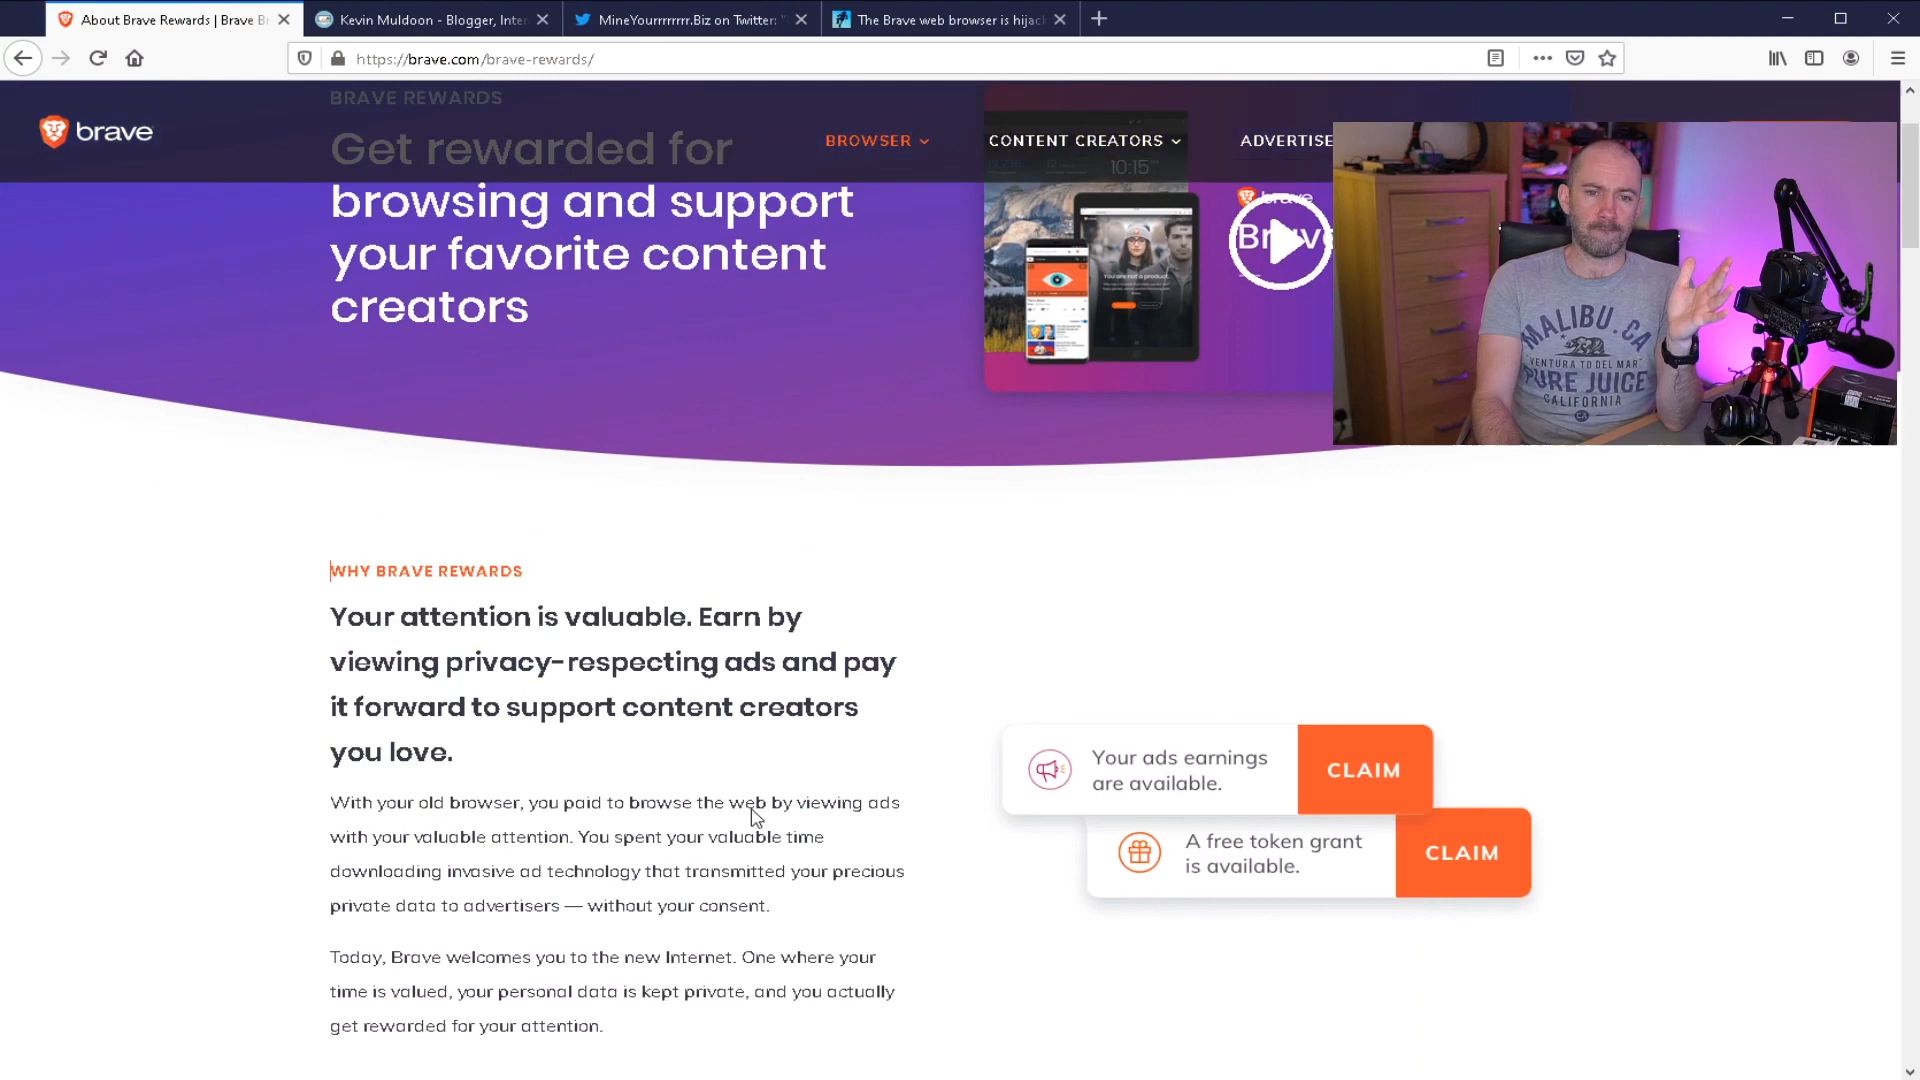 About Brave Rewards | Brave B
Kevin Muldoon - Blogger, Inter
MineYourrrrrrr.Biz on Twitter: "
The Brave web browser is hijac
https://brave.com/brave-rewards/
brave
BRAVE REWARDS
Get rewarded for
browsing and support
your favorite content
creators
BROWSER
CONTENT CREATORS
ADVERTISE
10:15
You are not a product.
brave
MALIBU.CA
VENTURA TO DEL MAR
PURE JUICE
CALIFORNIA
WHY BRAVE REWARDS
Your attention is valuable. Earn by
viewing privacy-respecting ads and pay
it forward to support content creators
you love.
With your old browser, you paid to browse the web by viewing ads
with your valuable attention. You spent your valuable time
downloading invasive ad technology that transmitted your precious
private data to advertisers — without your consent.
Today, Brave welcomes you to the new Internet. One where your
time is valued, your personal data is kept private, and you actually
get rewarded for your attention.
Your ads earnings
are available.
CLAIM
A free token grant
is available.
CLAIM